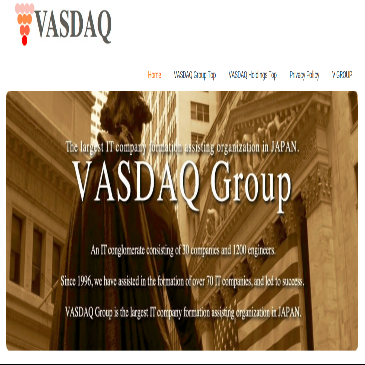 VASDAQ
Home VASDAQ Group Top VASDAQ Holdings Top Privacy Policy V GROUP
The largest IT company formation assisting organization in JAPAN.
VASDAQ Group
An IT conglomerate consisting of 30 companies and 1200 engineers.
Since 1996, we have assisted in the formation of over 70 IT companies, and led to success.
VASDAQ Group is the largest IT company formation assisting organization in JAPAN.